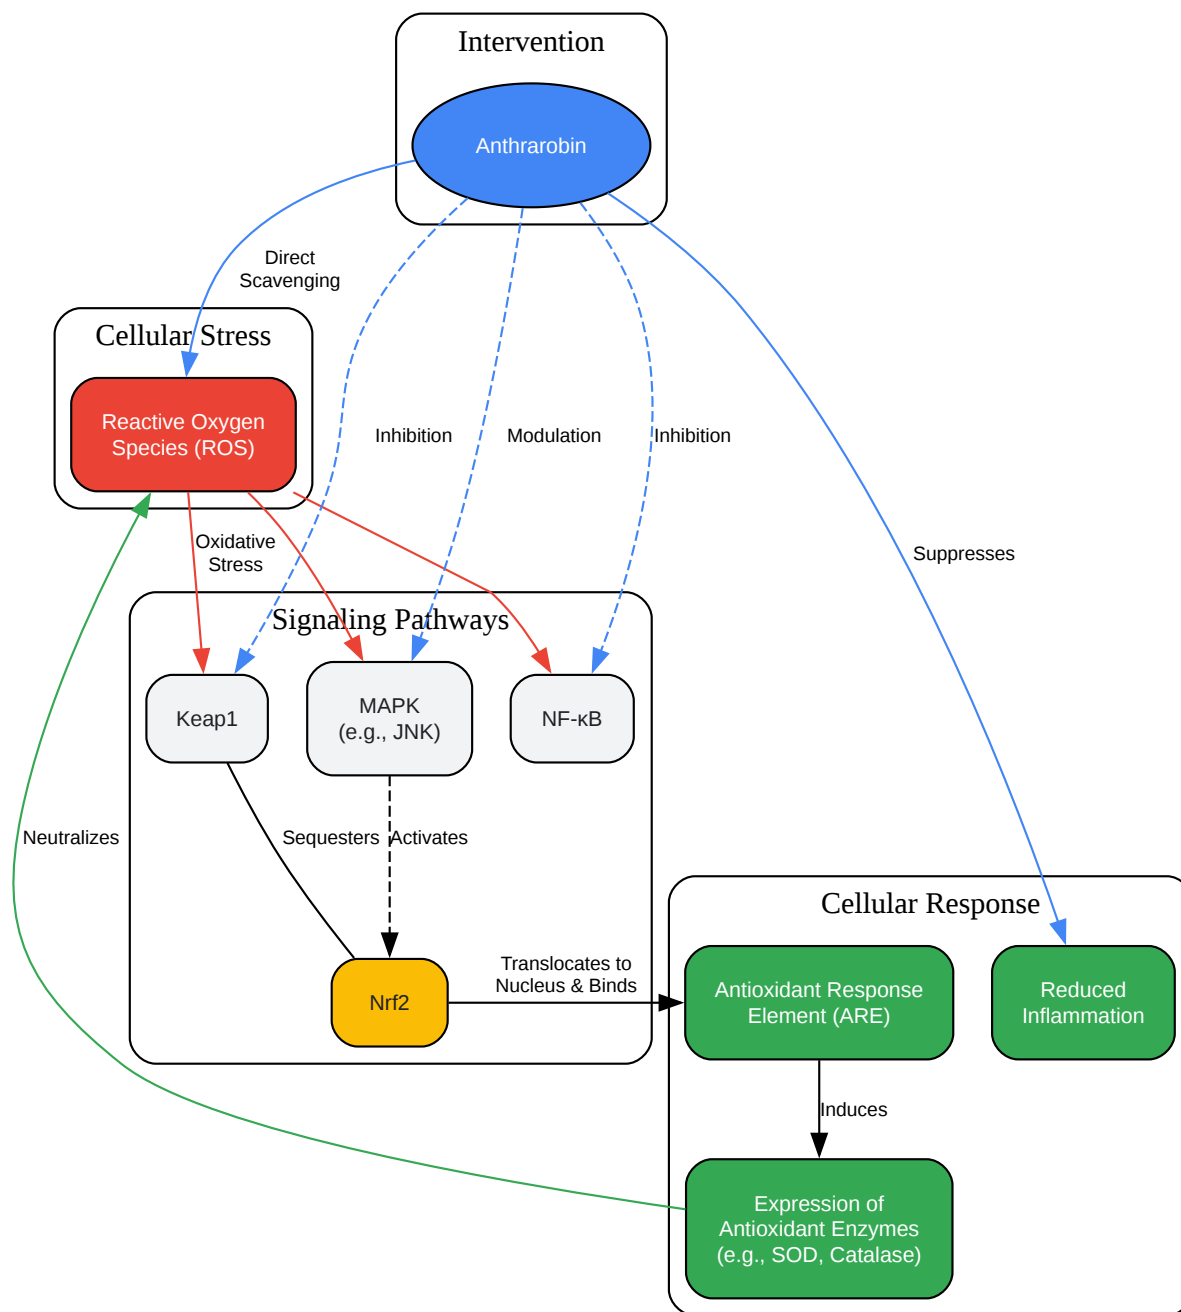 Intervention
Anthrarobin
Direct
Scavenging
Cellular Stress
Reactive Oxygen
Species (ROS)
Inhibition
Modulation
Inhibition
Oxidative
Stress
Suppresses
Signaling Pathways
Keap1
MAPK
(e.g., JNK)
NF-κB
Neutralizes
Sequesters
Activates
Cellular Response
Nrf2
Translocates to
Nucleus & Binds
Antioxidant Response
Element (ARE)
Reduced
Inflammation
Induces
Expression of
Antioxidant Enzymes
(e.g., SOD, Catalase)